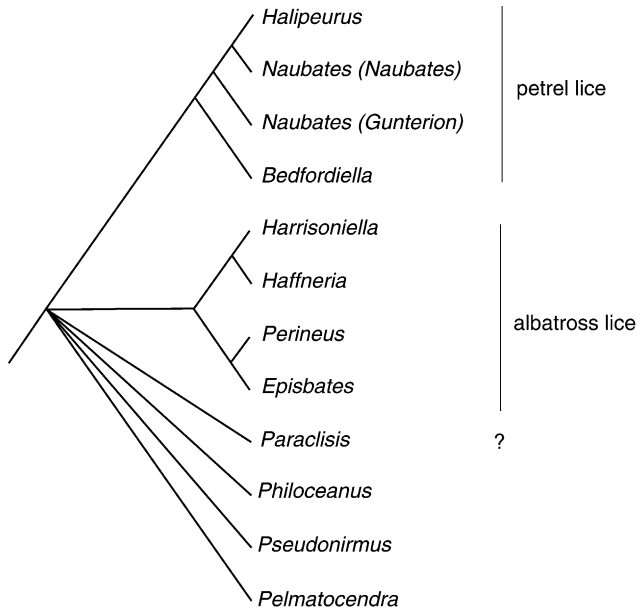 Halipeurus
Naubates (Naubates)
petrel lice
Naubates (Gunterion)
Bedfordiella
Harrisoniella
Haffneria
albatross lice
Perineus
Episbates
Paraclisis
?
Philoceanus
Pseudonirmus
Pelmatocendra